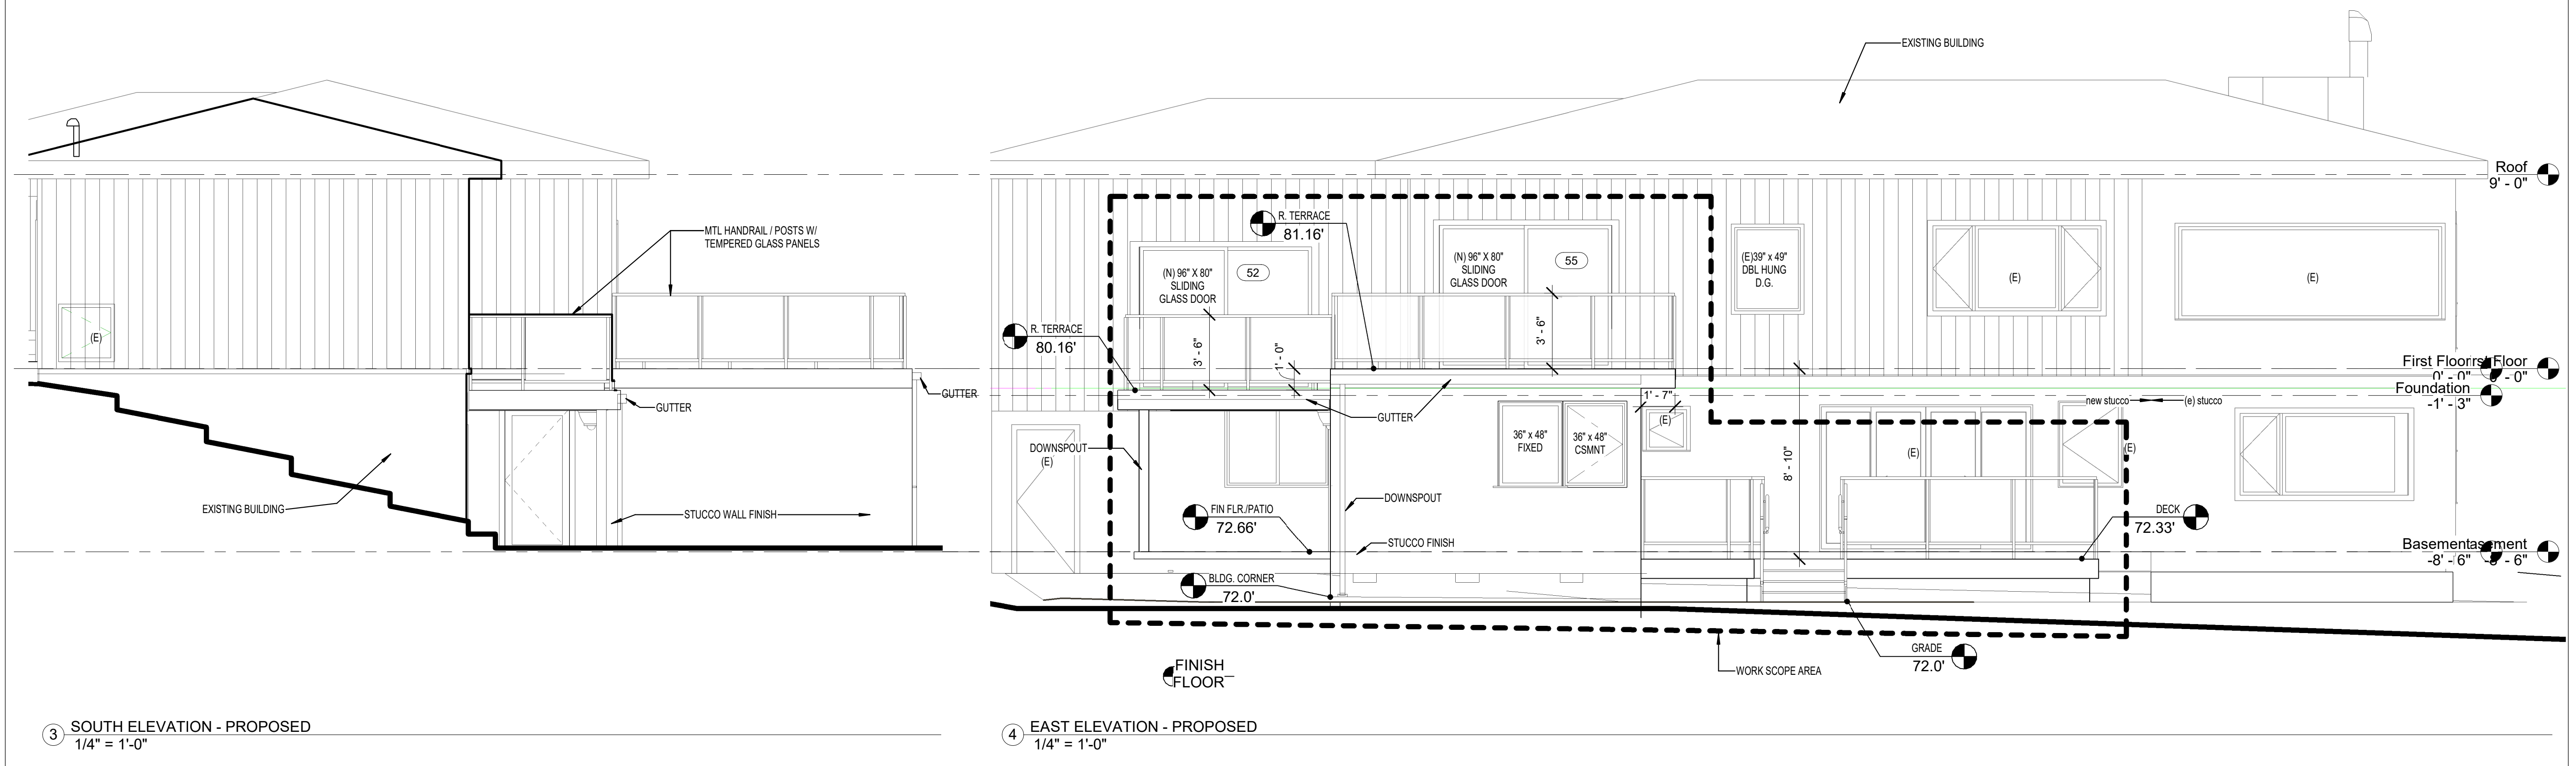 EXISTING BUILDING
Roof
9' - 0"
MTL HANDRAIL / POSTS W/
TEMPERED GLASS PANELS
R. TERRACE
81.16'
(N) 96" X 80"
SLIDING
GLASS DOOR
52
(N) 96" X 80"
SLIDING
GLASS DOOR
55
(E)39" x 49"
DBL HUNG
D.G.
(E)
(E)
(E)
R. TERRACE
80.16'
3' - 6"
1' - 0"
3' - 6"
First Floor
0' - 0"
Foundation
-1' - 3"
GUTTER
GUTTER
GUTTER
1' - 7"
(E)
new stucco
(e) stucco
36" x 48"
FIXED
36" x 48"
CSMNT
DOWNSPOUT
(E)
(E)
(E)
8' - 10"
EXISTING BUILDING
STUCCO WALL FINISH
DOWNSPOUT
FIN FLR./PATIO
72.66'
DECK
72.33'
STUCCO FINISH
Basement
-8' - 6"
BLDG. CORNER
72.0'
GRADE
72.0'
WORK SCOPE AREA
FINISH
FLOOR
3
SOUTH ELEVATION - PROPOSED
1/4" = 1'-0"
4
EAST ELEVATION - PROPOSED
1/4" = 1'-0"